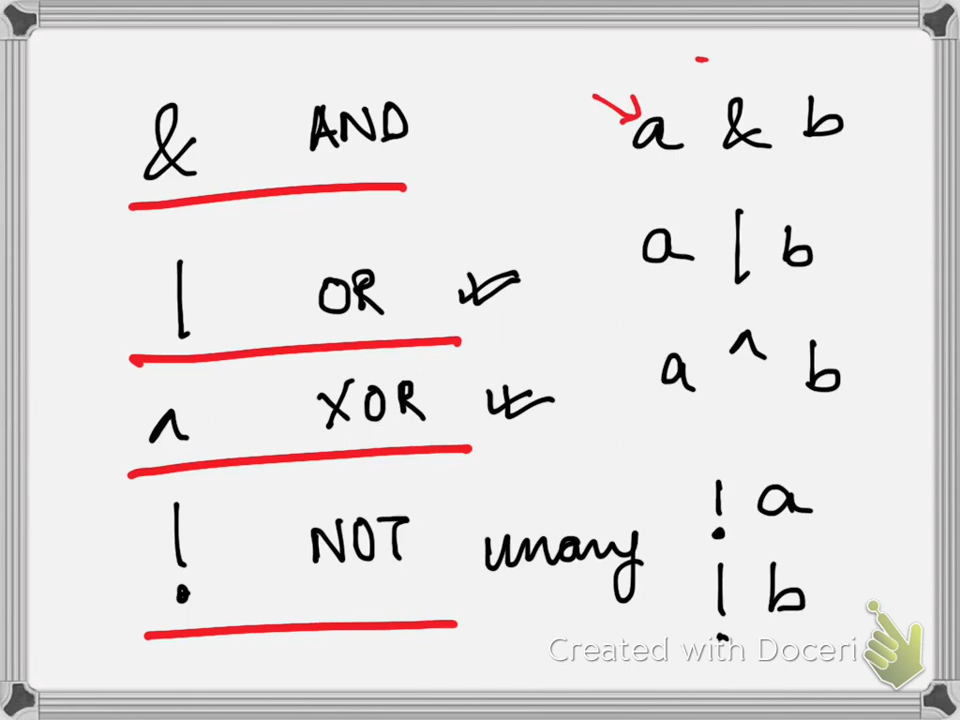 & AND a & b
| OR a | b
^ XOR a ^ b
! NOT unary ! a
! b
Created with Doceri